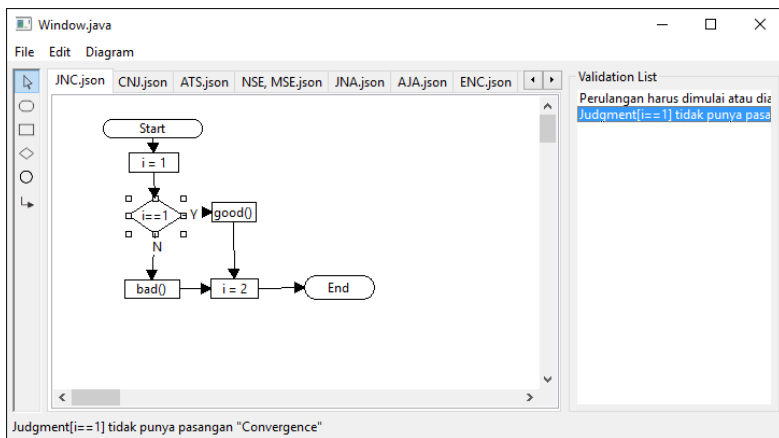 Window.java
File Edit Diagram
JNC.json CNJ.json ATS.json NSE, MSE.json JNA.json AJA.json ENC.json
Validation List
Perulangan harus dimulai atau dia
Judgment[i==1] tidak punya pasa
Start
i = 1
i==1
Y
good()
N
bad()
i = 2
End
Judgment[i==1] tidak punya pasangan "Convergence"